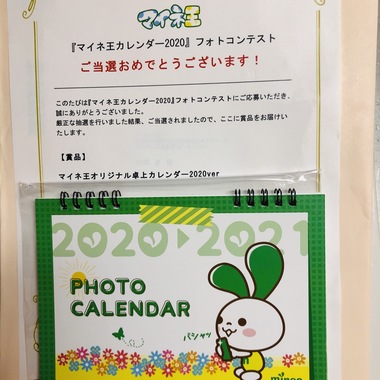 マイネ王
『マイネ王カレンダー2020』フォトコンテスト
ご当選おめでとうございます！
このたびは『マイネ王カレンダー2020』フォトコンテストにご応募いただき、
誠にありがとうございました。
厳正な抽選を行いました結果、ご当選されましたので、ここに賞品をお届けい
たします。
【賞品】
マイネ王オリジナル卓上カレンダー2020ver
2020▶2021
PHOTO
CALENDAR
パシャッ
mineo